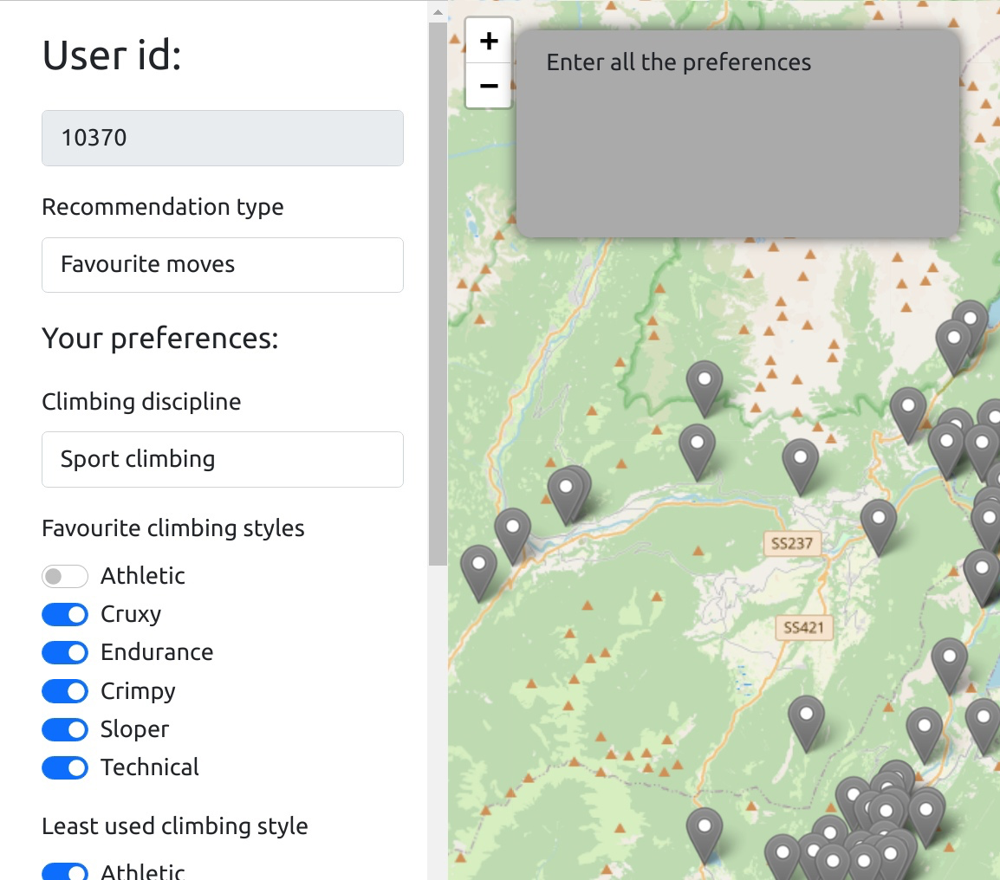 User id:
10370
Recommendation type
Favourite moves
Your preferences:
Climbing discipline
Sport climbing
Favourite climbing styles
Athletic
Cruxy
Endurance
Crimpy
Sloper
Technical
Least used climbing style
Athletic
+
−
Enter all the preferences
SS237
SS421